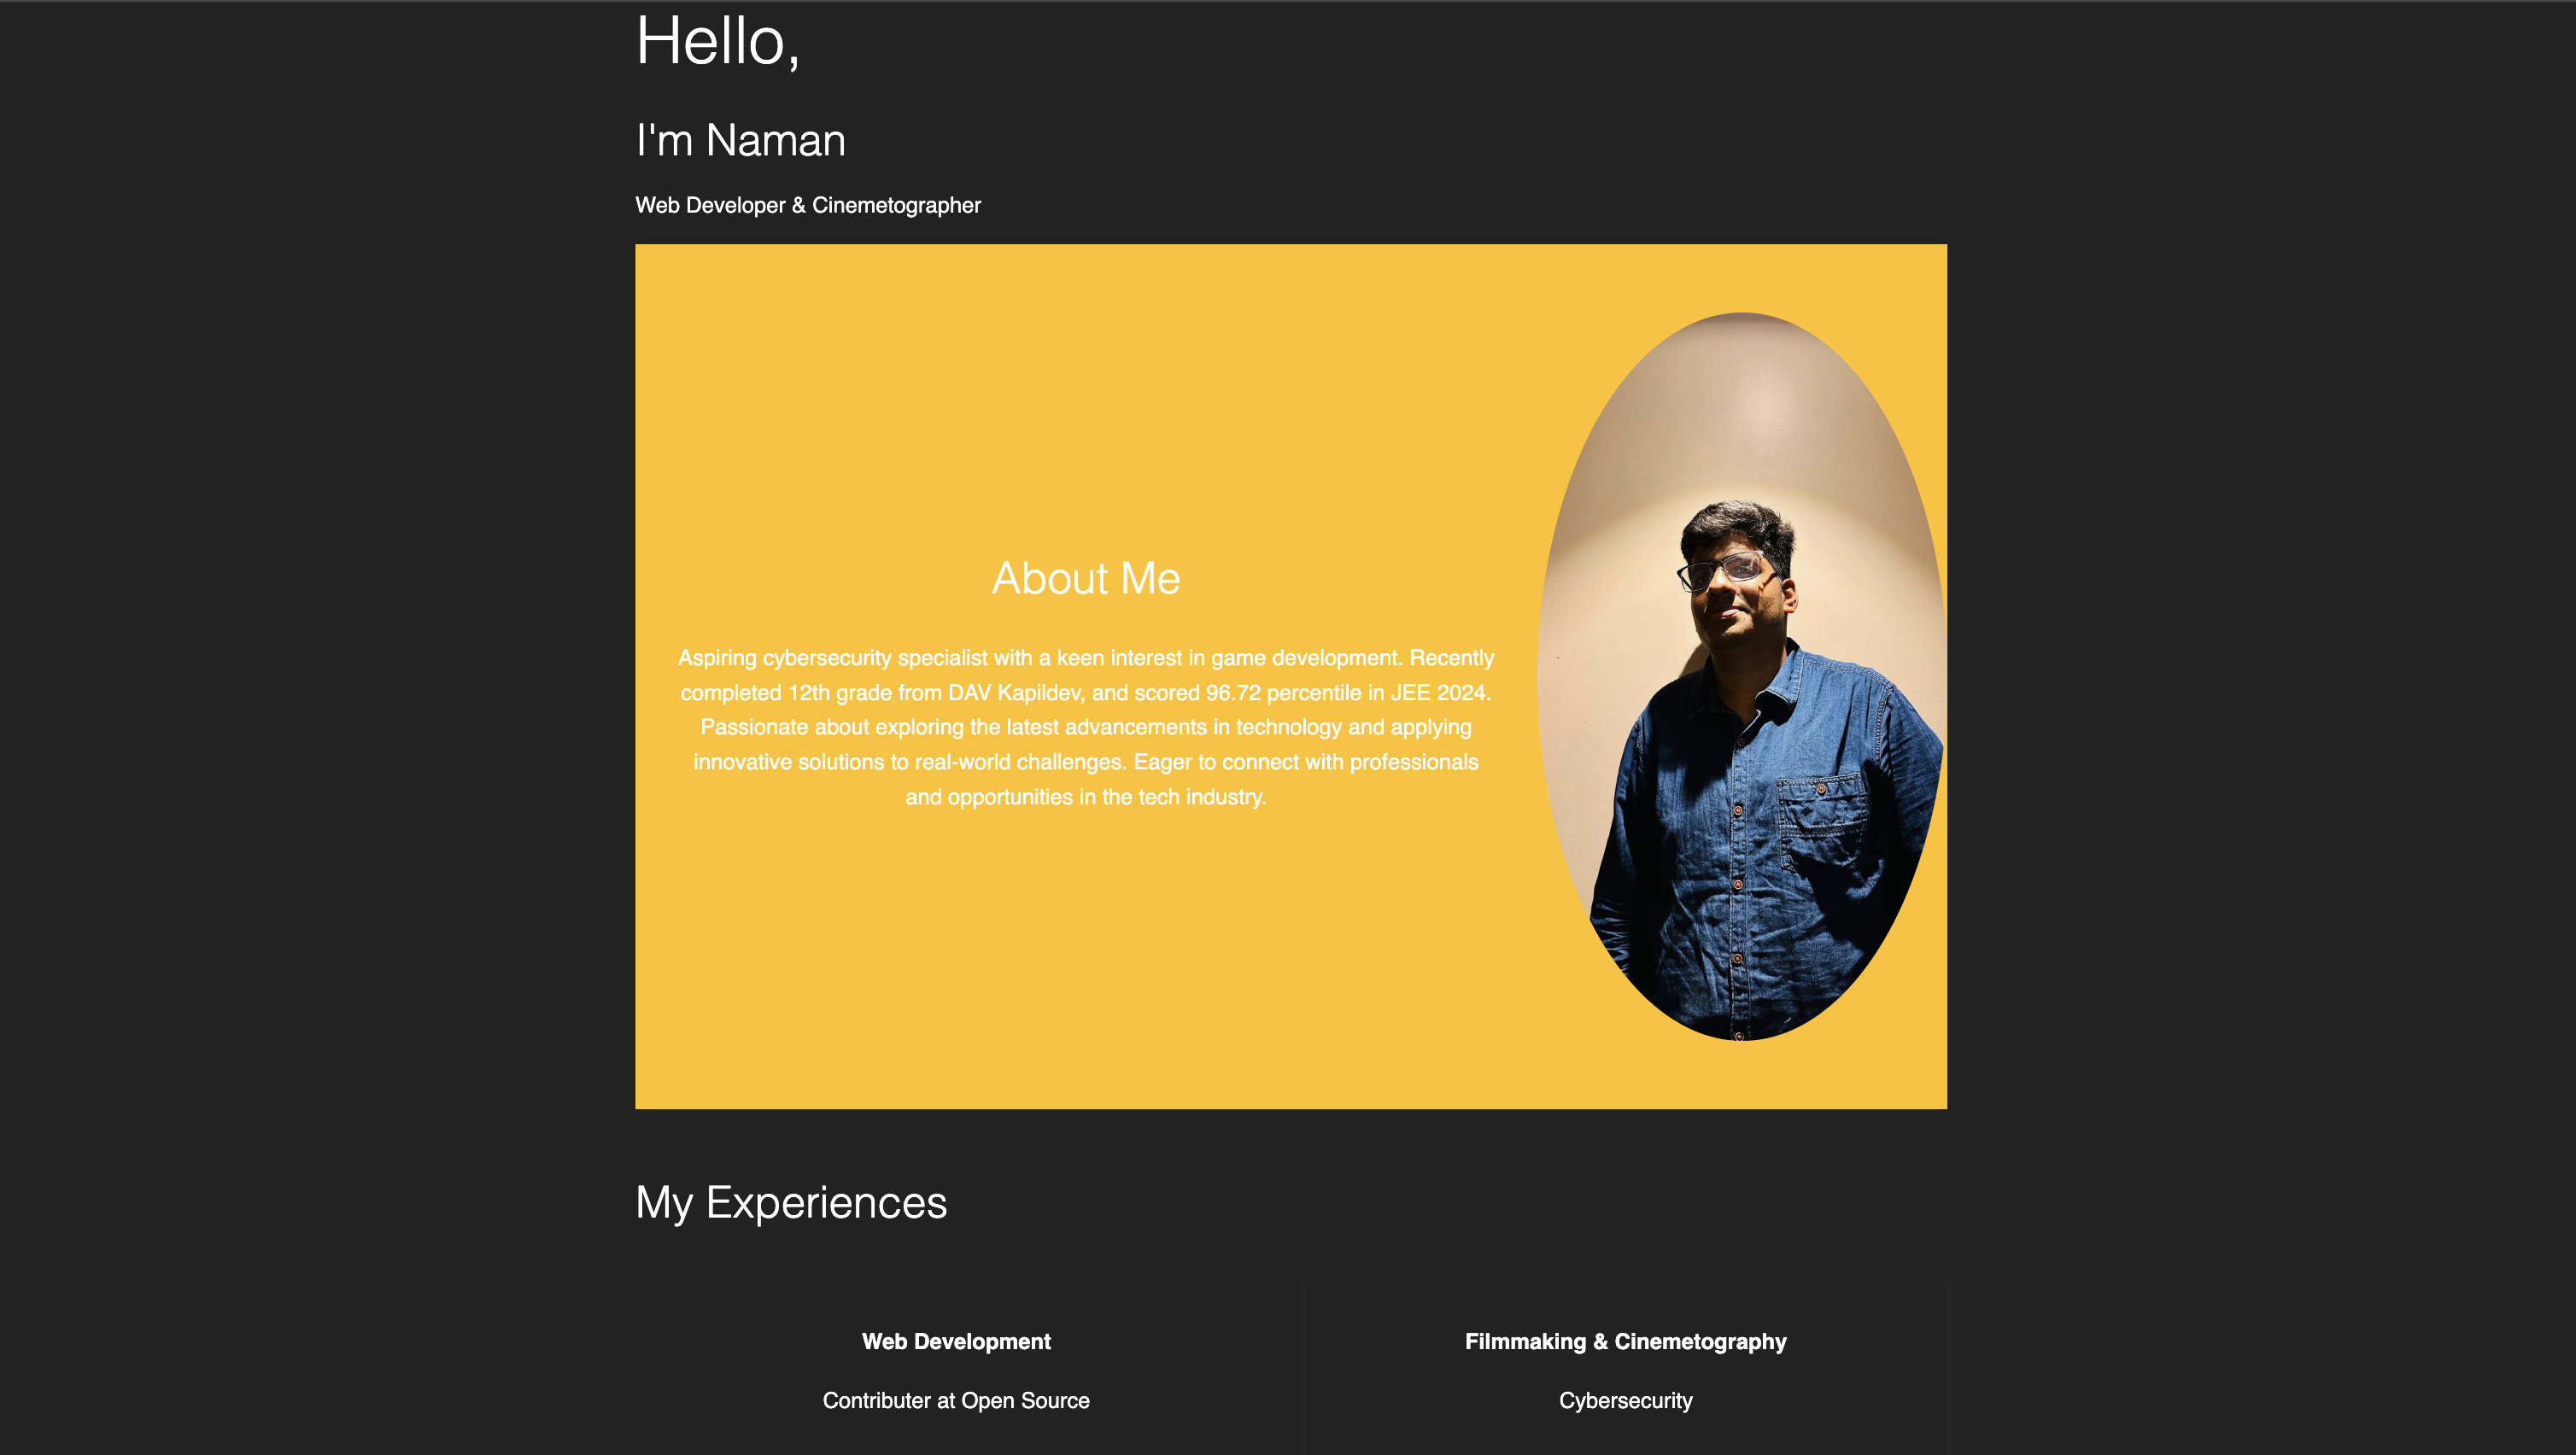 Hello,
I'm Naman
Web Developer & Cinemetographer
About Me
Aspiring cybersecurity specialist with a keen interest in game development. Recently
completed 12th grade from DAV Kapildev, and scored 96.72 percentile in JEE 2024.
Passionate about exploring the latest advancements in technology and applying
innovative solutions to real-world challenges. Eager to connect with professionals
and opportunities in the tech industry.
My Experiences
Web Development
Contributer at Open Source
Filmmaking & Cinemetography
Cybersecurity